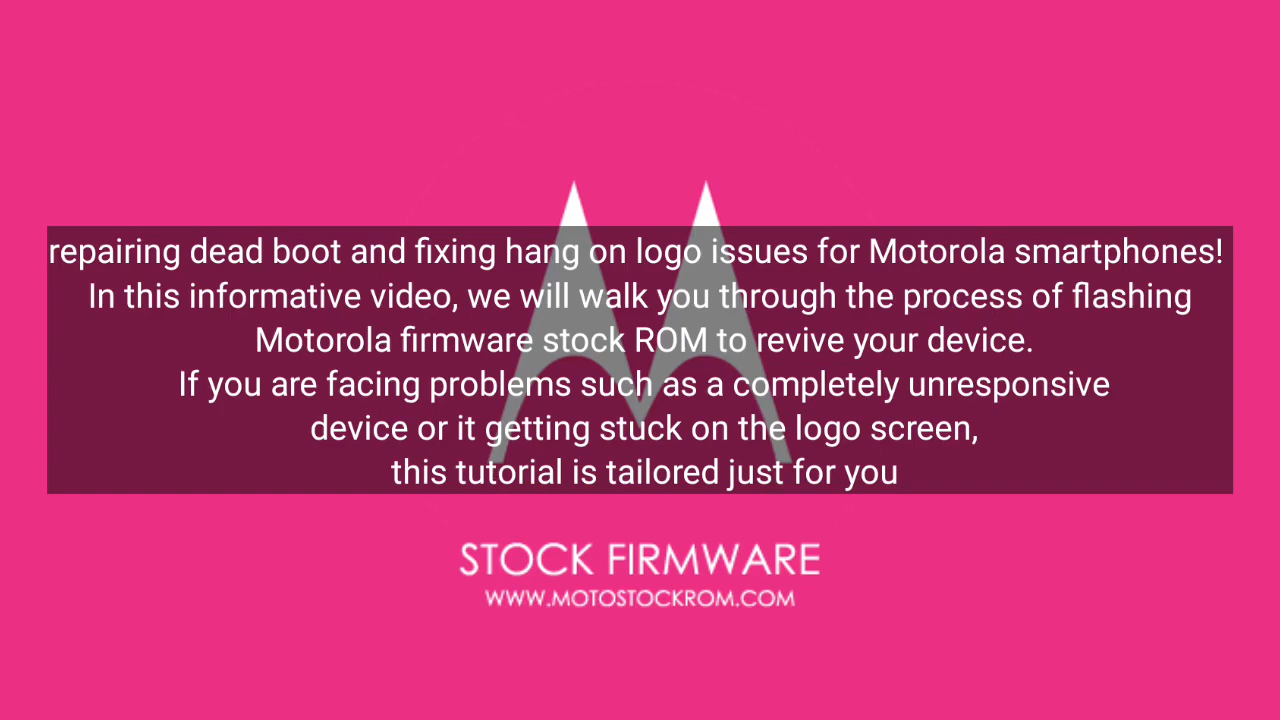 repairing dead boot and fixing hang on logo issues for Motorola smartphones!
In this informative video, we will walk you through the process of flashing
Motorola firmware stock ROM to revive your device.
If you are facing problems such as a completely unresponsive
device or it getting stuck on the logo screen,
this tutorial is tailored just for you
STOCK FIRMWARE
WWW.MOTOSTOCKROM.COM